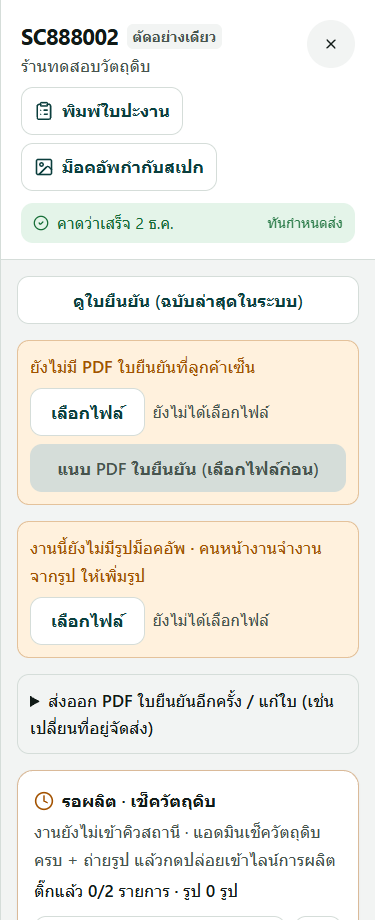 SC888002 ตัดอย่างเดียว
ร้านทดสอบวัตถุดิบ
พิมพ์ใบปะงาน
ม็อคอัพกำกับสเปก
คาดว่าเสร็จ 2 ธ.ค. ทันกำหนดส่ง
ดูใบยืนยัน (ฉบับล่าสุดในระบบ)
ยังไม่มี PDF ใบยืนยันที่ลูกค้าเซ็น
เลือกไฟล์ ยังไม่ได้เลือกไฟล์
แนบ PDF ใบยืนยัน (เลือกไฟล์ก่อน)
งานนี้ยังไม่มีรูปม็อคอัพ · คนหน้างานจำงาน
จากรูป ให้เพิ่มรูป
เลือกไฟล์ ยังไม่ได้เลือกไฟล์
ส่งออก PDF ใบยืนยันอีกครั้ง / แก้ใบ (เช่น
เปลี่ยนที่อยู่จัดส่ง)
รอผลิต · เช็ควัตถุดิบ
งานยังไม่เข้าคิวสถานี · แอดมินเช็ควัตถุดิบ
ครบ + ถ่ายรูป แล้วกดปล่อยเข้าไลน์การผลิต
ติ๊กแล้ว 0/2 รายการ · รูป 0 รูป